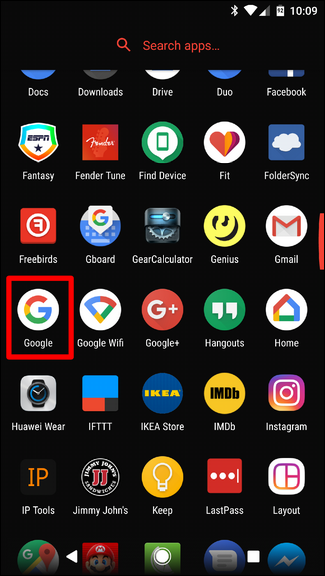 10:09
Search apps...
Docs Downloads Drive Duo Facebook
ESPN
Fender
Fantasy Fender Tune Find Device Fit FolderSync
Freebirds Gboard GearCalculator Genius Gmail
G+
Google Google Wifi Google+ Hangouts Home
IKEA IMDb
Huawei Wear IFTTT IKEA Store IMDb Instagram
IP JIMMY JOHN'S
IP Tools Jimmy John's Keep LastPass Layout